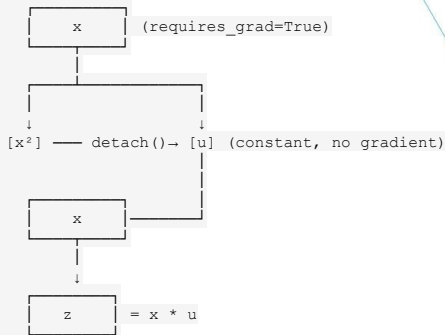 x (requires_grad=True)
[x²] ─── detach()→ [u] (constant, no gradient)
x
z = x * u